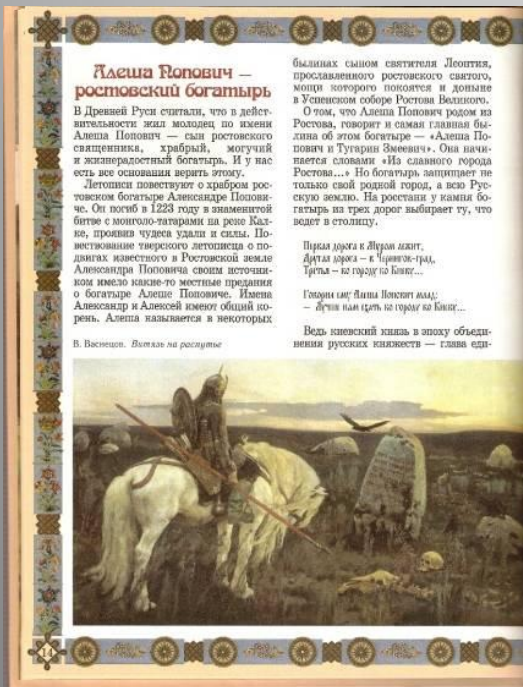 Алеша Попович —
ростовский богатырь
В Древней Руси считали, что в дейст-
вительности жил молодец по имени
Алеша Попович — сын ростовского
священника, храбрый, могучий
и жизнерадостный богатырь. И у нас
есть все основания верить этому.
Летописи повествуют о храбром рос-
товском богатыре Александре Попови-
че. Он погиб в 1223 году в знаменитой
битве с монголо-татарами на реке Кал-
ке, проявив чудеса удали и силы. По-
вествование тверского летописца о по-
двигах известного в Ростовской земле
Александра Поповича своим источни-
ком имело какие-то местные предания
о богатыре Алеше Поповиче. Имена
Александр и Алексей имеют общий ко-
рень. Алеша называется в некоторых
В. Васнецов. Витязь на распутье
былинах сыном святителя Леонтия,
прославленного ростовского святого,
мощи которого покоятся и доныне
в Успенском соборе Ростова Великого.
О том, что Алеша Попович родом из
Ростова, говорит и самая главная бы-
лина об этом богатыре — «Алеша По-
пович и Тугарин Змеевич». Она начи-
нается словами «Из славного города
Ростова...» Но богатырь защищает не
только свой родной город, а всю Рус-
скую землю. На росстани у камня бо-
гатырь из трех дорог выбирает ту, что
ведет в столицу.
Первая дорога в Муром лежит,
Другая дорога — в Чернигов-град,
Третья — ко городу ко Киеву...
Говорил ему Алеша Попович млад:
— Лучше нам ехать ко городу ко Киеву...
Ведь киевский князь в эпоху объеди-
нения русских княжеств — глава еди-
14